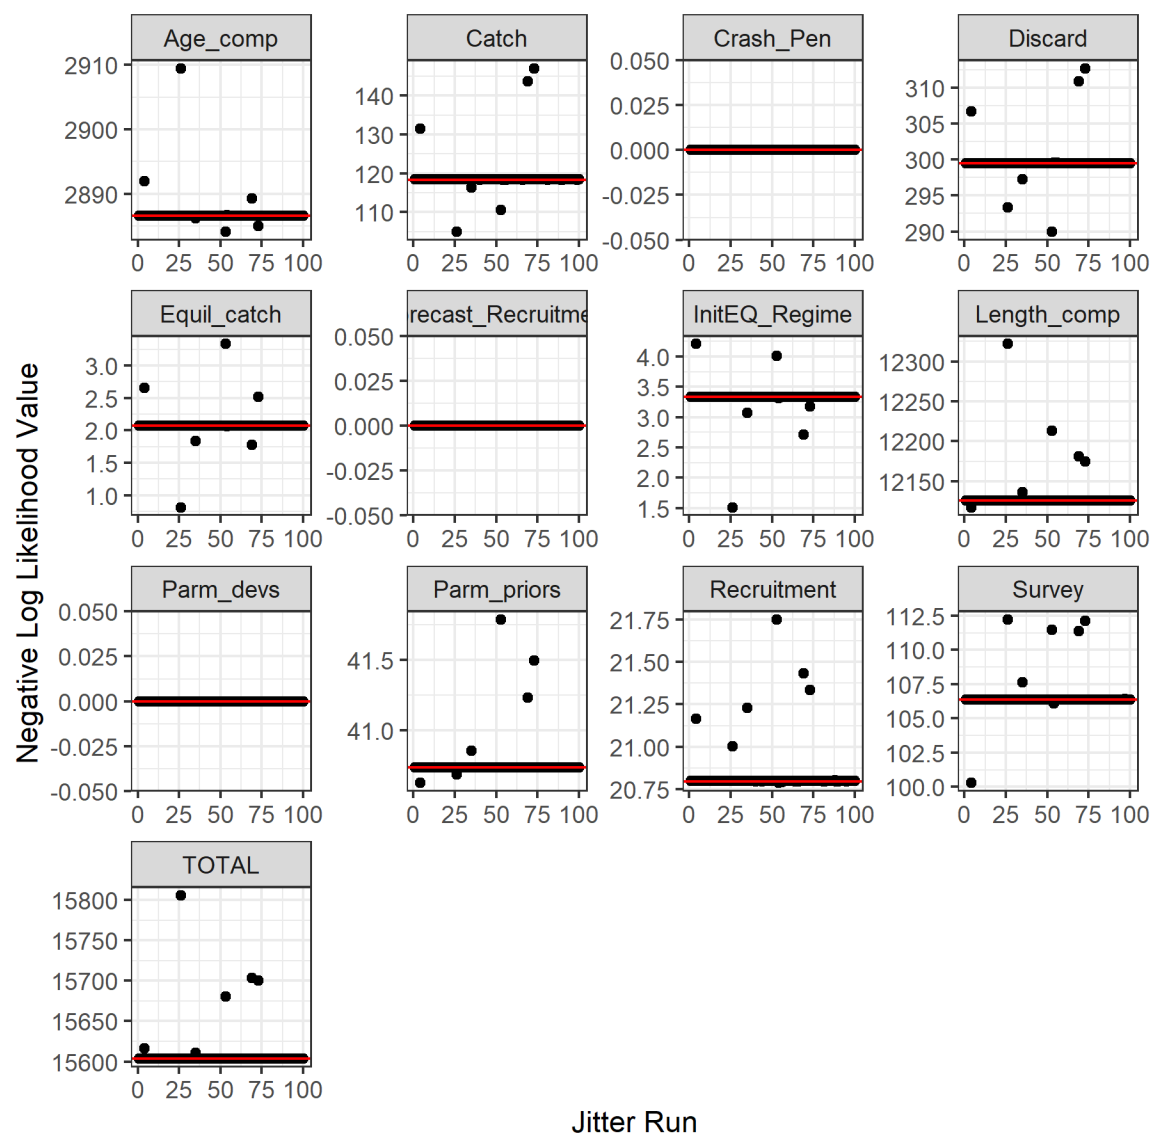 Age_comp Catch Crash_Pen Discard
2910 2900 2890
140 130 120 110
0.050 0.025 0.000 -0.025 -0.050
310 305 300 295 290
0 25 50 75 100 0 25 50 75 100 0 25 50 75 100 0 25 50 75 100
Equil_catch recast_Recruitme InitEQ_Regime Length_comp
3.0 2.5 2.0 1.5 1.0
0.050 0.025 0.000 -0.025 -0.050
4.0 3.5 3.0 2.5 2.0 1.5
12300 12250 12200 12150
0 25 50 75 100 0 25 50 75 100 0 25 50 75 100 0 25 50 75 100
Negative Log Likelihood Value
Parm_devs Parm_priors Recruitment Survey
0.050 0.025 0.000 -0.025 -0.050
41.5 41.0
21.75 21.50 21.25 21.00 20.75
112.5 110.0 107.5 105.0 102.5 100.0
0 25 50 75 100 0 25 50 75 100 0 25 50 75 100 0 25 50 75 100
TOTAL
15800
15750
15700
15650
15600
0 25 50 75 100
Jitter Run